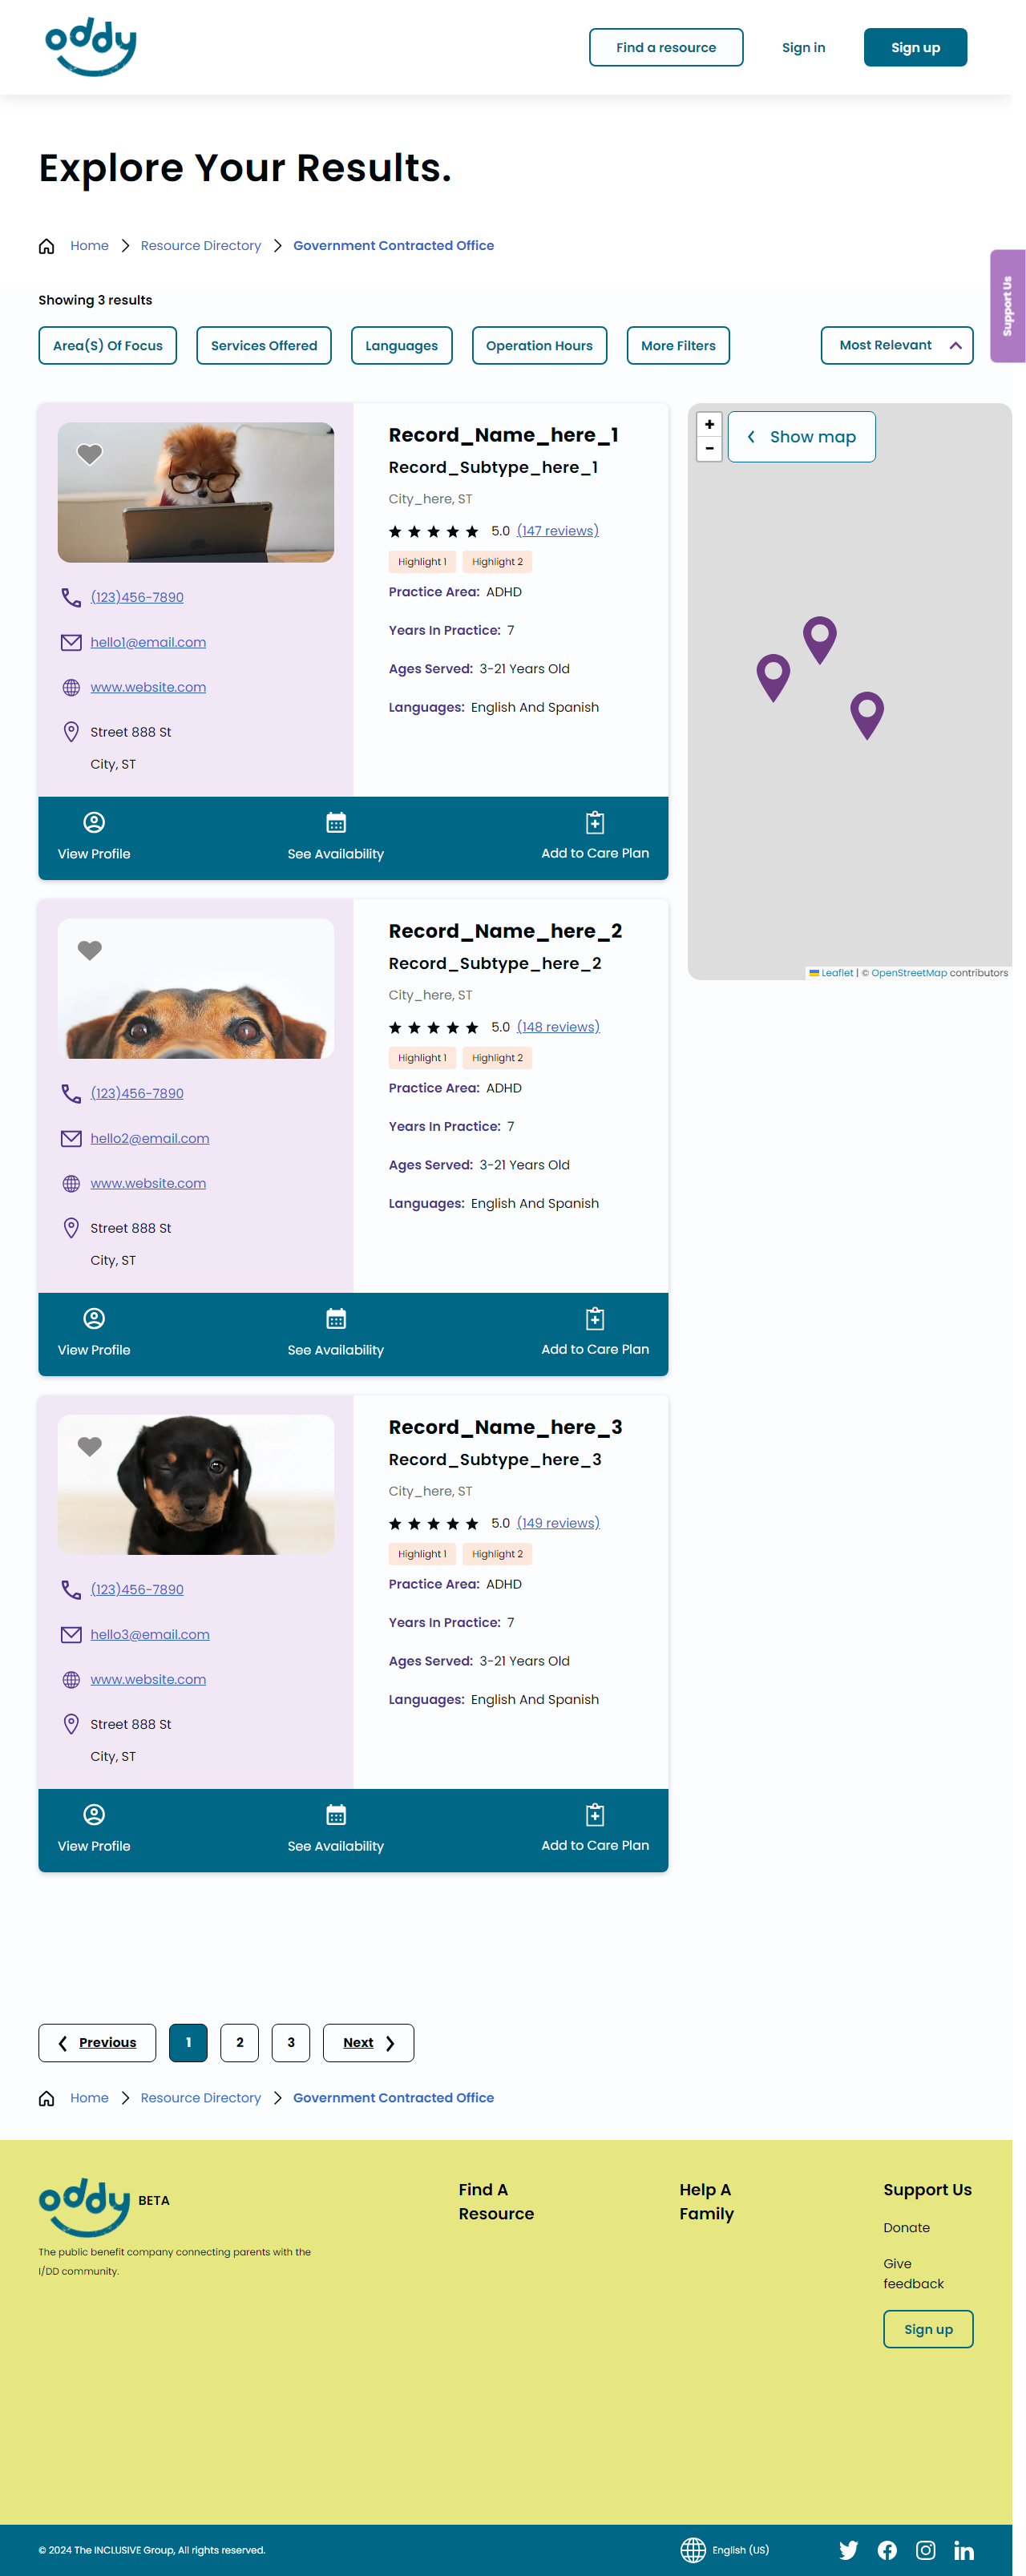 oddy
Find a resource
Sign in
Sign up
Explore Your Results.
Home
Resource Directory
Government Contracted Office
Support Us
Showing 3 results
Area(S) Of Focus
Services Offered
Languages
Operation Hours
More Filters
Most Relevant
Record_Name_here_1
Record_Subtype_here_1
City_here, ST
5.0 (147 reviews)
Highlight 1
Highlight 2
Practice Area: ADHD
Years In Practice: 7
Ages Served: 3-21 Years Old
Languages: English And Spanish
(123)456-7890
hello1@email.com
www.website.com
Street 888 St
City, ST
View Profile
See Availability
Add to Care Plan
+
−
Show map
Leaflet | © OpenStreetMap contributors
Record_Name_here_2
Record_Subtype_here_2
City_here, ST
5.0 (148 reviews)
Highlight 1
Highlight 2
Practice Area: ADHD
Years In Practice: 7
Ages Served: 3-21 Years Old
Languages: English And Spanish
(123)456-7890
hello2@email.com
www.website.com
Street 888 St
City, ST
View Profile
See Availability
Add to Care Plan
Record_Name_here_3
Record_Subtype_here_3
City_here, ST
5.0 (149 reviews)
Highlight 1
Highlight 2
Practice Area: ADHD
Years In Practice: 7
Ages Served: 3-21 Years Old
Languages: English And Spanish
(123)456-7890
hello3@email.com
www.website.com
Street 888 St
City, ST
View Profile
See Availability
Add to Care Plan
Previous
1
2
3
Next
Home
Resource Directory
Government Contracted Office
oddy
BETA
The public benefit company connecting parents with the
I/DD community.
Find A
Resource
Help A
Family
Support Us
Donate
Give
feedback
Sign up
© 2024 The INCLUSIVE Group, All rights reserved.
English (US)